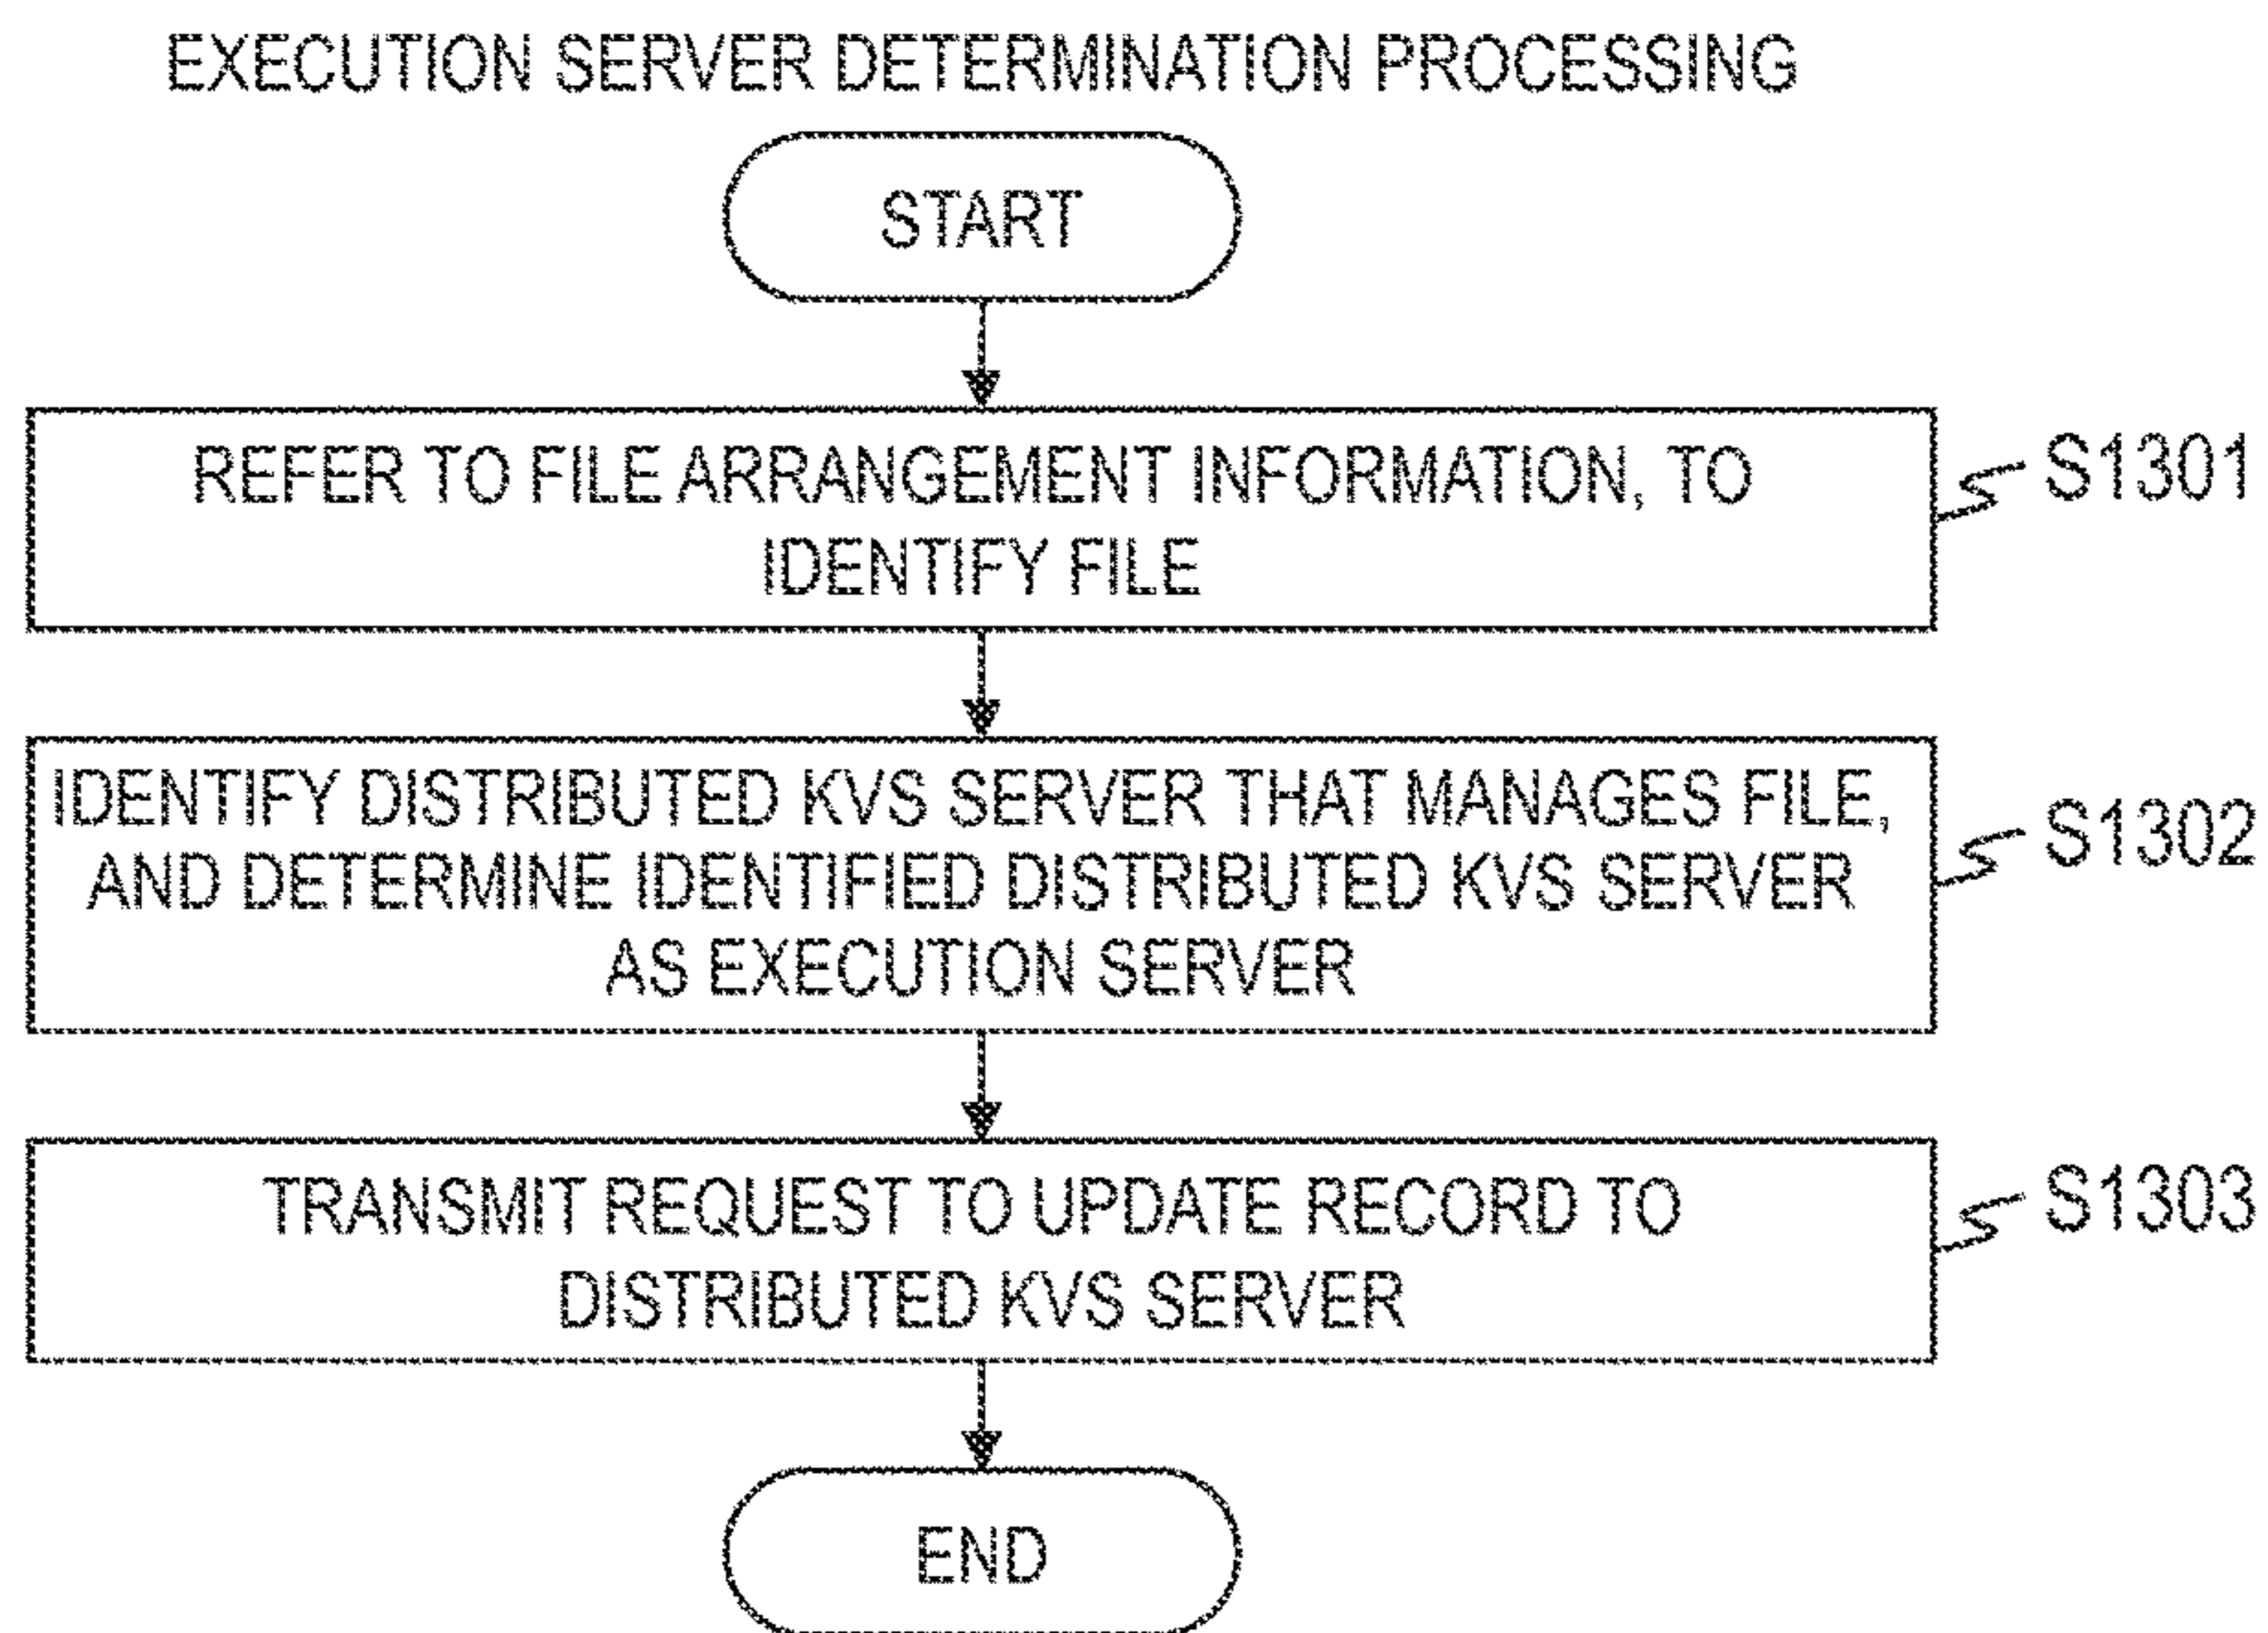 EXECUTION SERVER DETERMINATION PROCESSING
START
REFER TO FILE ARRANGEMENT INFORMATION, TO
IDENTIFY FILE
S1301
IDENTIFY DISTRIBUTED KVS SERVER THAT MANAGES FILE,
AND DETERMINE IDENTIFIED DISTRIBUTED KVS SERVER
AS EXECUTION SERVER
S1302
TRANSMIT REQUEST TO UPDATE RECORD TO
DISTRIBUTED KVS SERVER
S1303
END